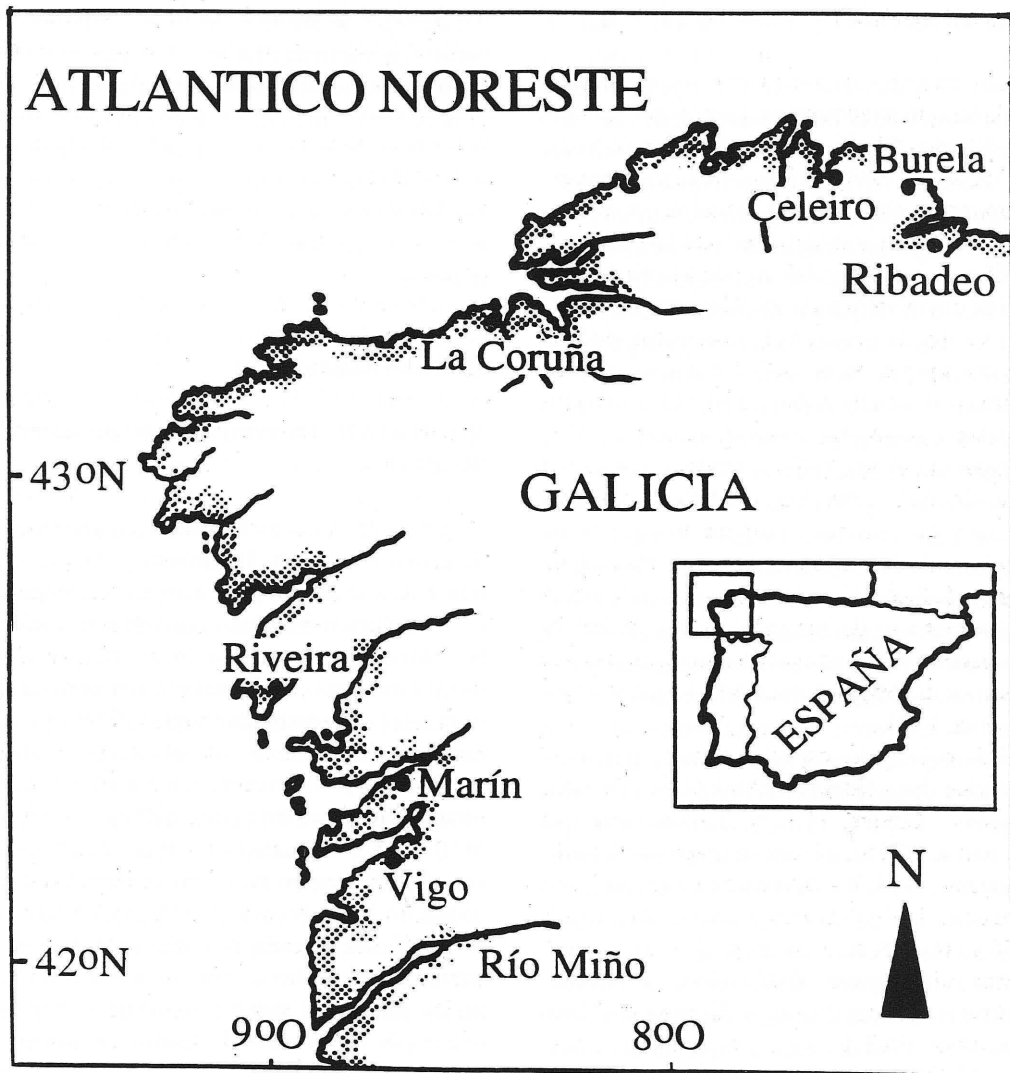 ATLANTICO NORESTE
Burela
Celeiro
Ribadeo
La Coruña
43ºN
GALICIA
Riveira
ESPAÑA
Marín
Vigo
N
Río Miño
42ºN
9ºO
8ºO